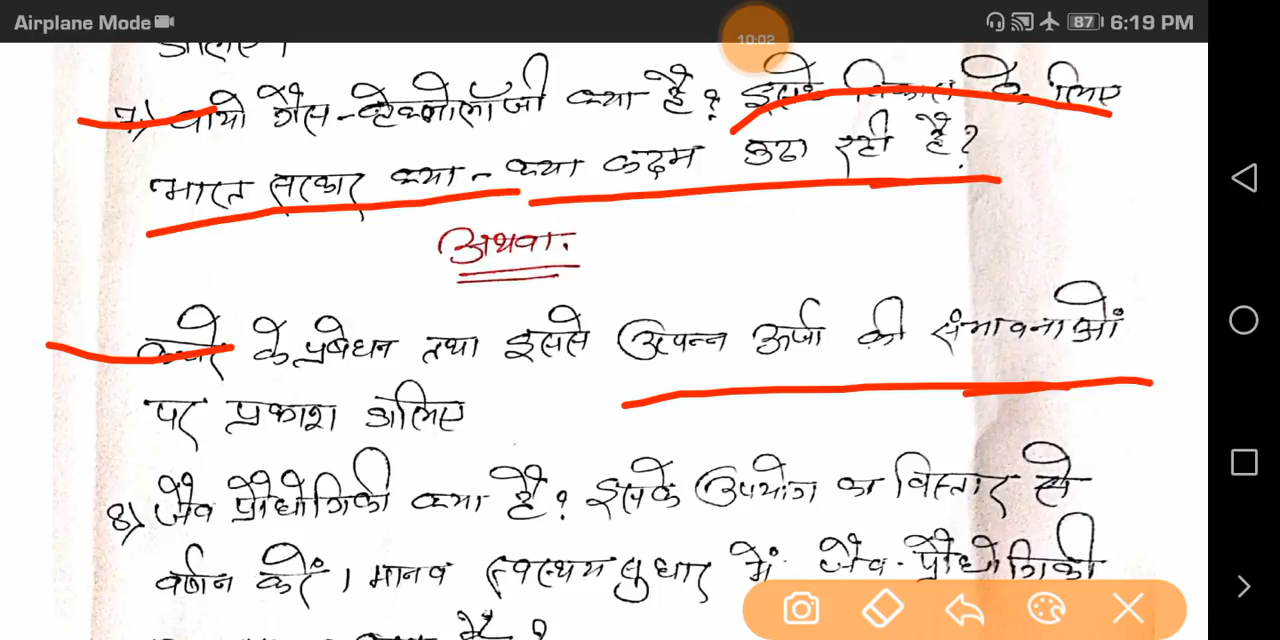 Airplane Mode 87 6:19 PM
10:02
डालिए।
7) बायो गैस-टेक्नोलॉजी क्या है? इसके विकास के लिए
भारत सरकार क्या-क्या कदम उठा रही है?
अथवा.
कचरे के प्रबंधन तथा इससे उत्पन्न ऊर्जा की संभावनाओं
पर प्रकाश डालिए
8) जैव प्रौद्योगिकी क्या है? इसके उपयोग का विस्तार से
वर्णन करें। मानव स्वास्थय सुधार में जैव-प्रौद्योगिकी